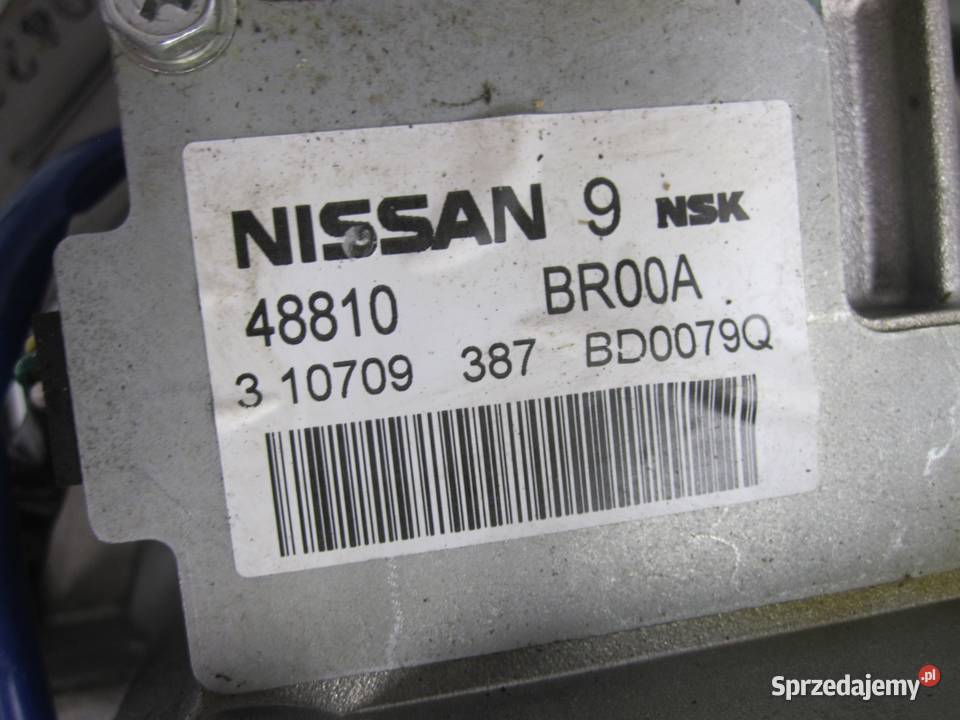 NISSAN 9 NSK
48810 BR00A
3 10709 387 BD0079Q
Sprzedajemy.pl